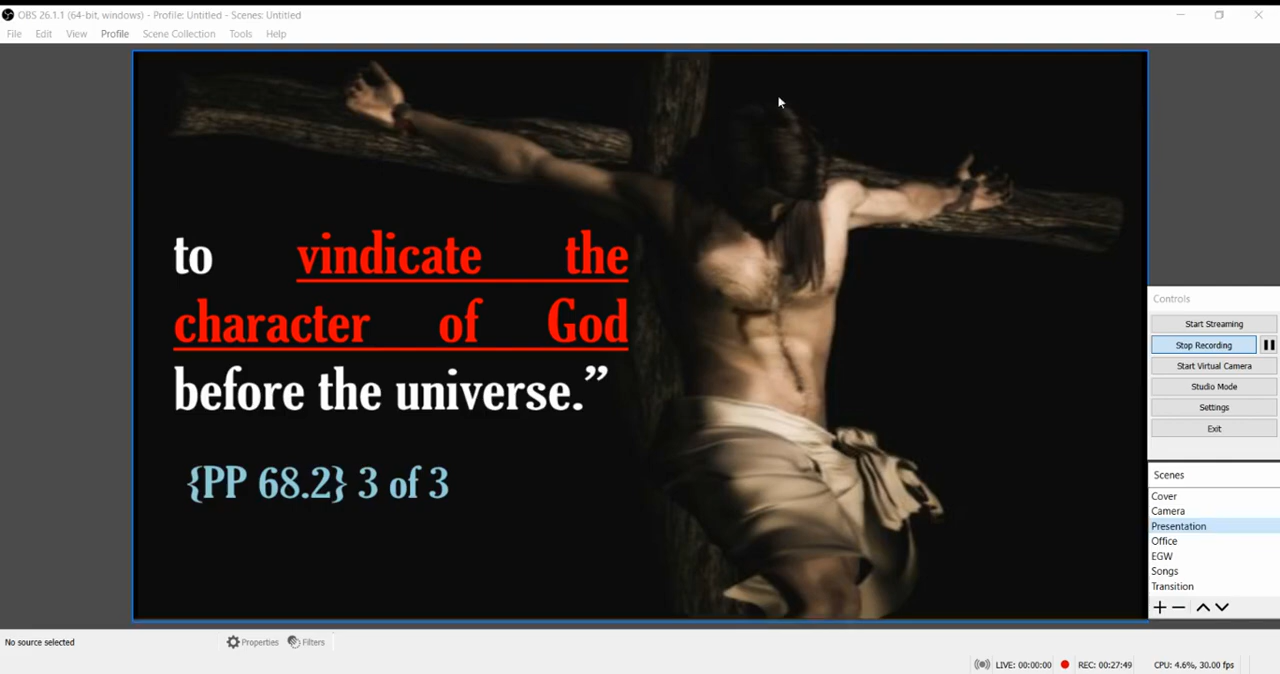 OBS 26.1.1 (64-bit, windows) - Profile: Untitled - Scenes: Untitled
File Edit View Profile Scene Collection Tools Help
to vindicate the
character of God
before the universe.”
{PP 68.2} 3 of 3
Controls
Start Streaming
Stop Recording
Start Virtual Camera
Studio Mode
Settings
Exit
Scenes
Cover
Camera
Presentation
Office
EGW
Songs
Transition
No source selected Properties Filters
LIVE: 00:00:00 REC: 00:27:49 CPU: 4.6%, 30.00 fps